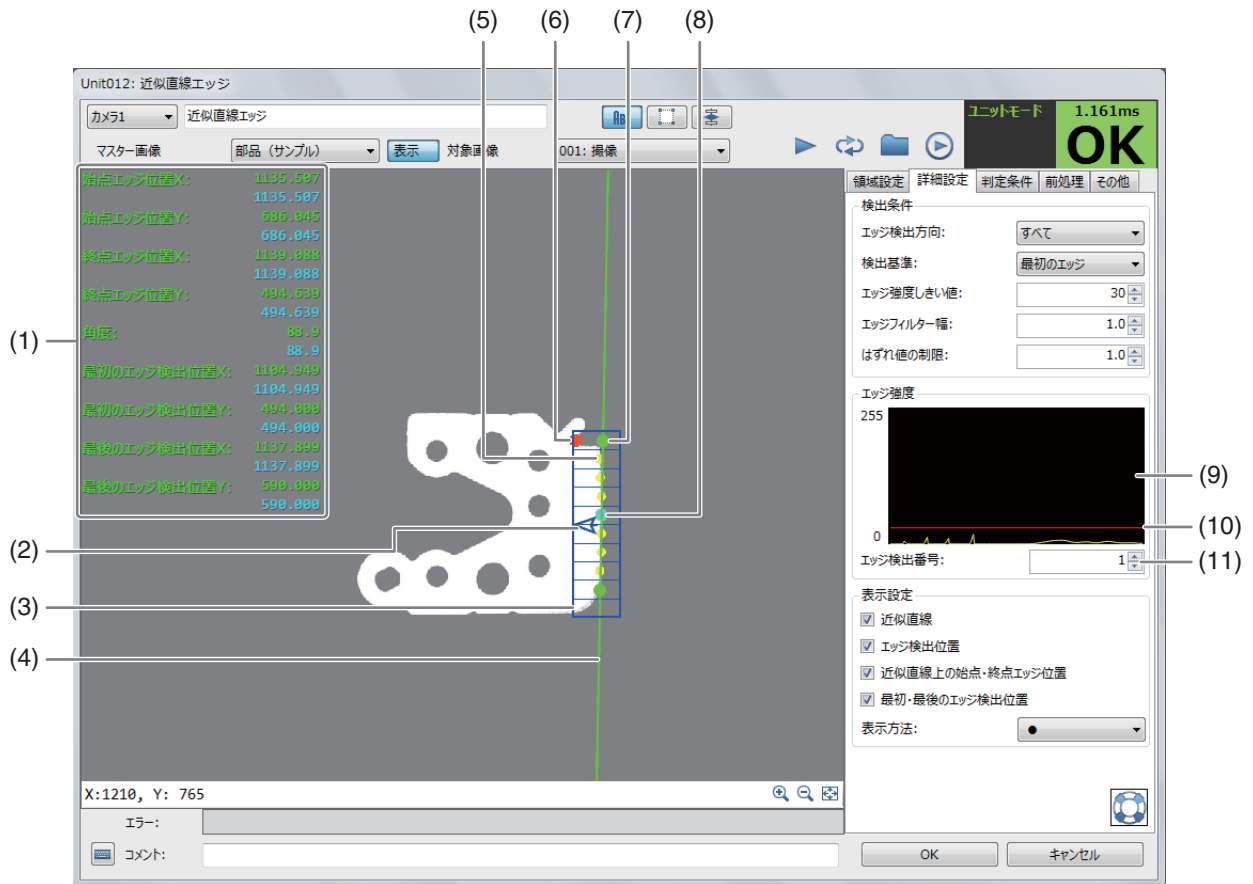 (5) (6) (7) (8)
Unit012: 近似直線エッジ
カメラ1 近似直線エッジ
マスター画像 部品 (サンプル) 表示 対象画像 001: 撮像
ユニットモード 1.161ms
OK
始点エッジ位置X: 1135.507
1135.507
始点エッジ位置Y: 686.045
686.045
終点エッジ位置X: 1139.088
1139.088
終点エッジ位置Y: 494.639
494.639
角度: 88.9
88.9
最初のエッジ検出位置X: 1104.949
1104.949
最初のエッジ検出位置Y: 494.000
494.000
最後のエッジ検出位置X: 1137.899
1137.899
最後のエッジ検出位置Y: 590.000
590.000
(1)
(2)
(3)
(4)
領域設定 詳細設定 判定条件 前処理 その他
検出条件
エッジ検出方向: すべて
検出基準: 最初のエッジ
エッジ強度しきい値: 30
エッジフィルター幅: 1.0
はずれ値の制限: 1.0
エッジ強度
255
0
(9)
(10)
エッジ検出番号: 1
(11)
表示設定
近似直線
エッジ検出位置
近似直線上の始点・終点エッジ位置
最初・最後のエッジ検出位置
表示方法: ●
X:1210, Y: 765
エラー:
コメント:
OK キャンセル